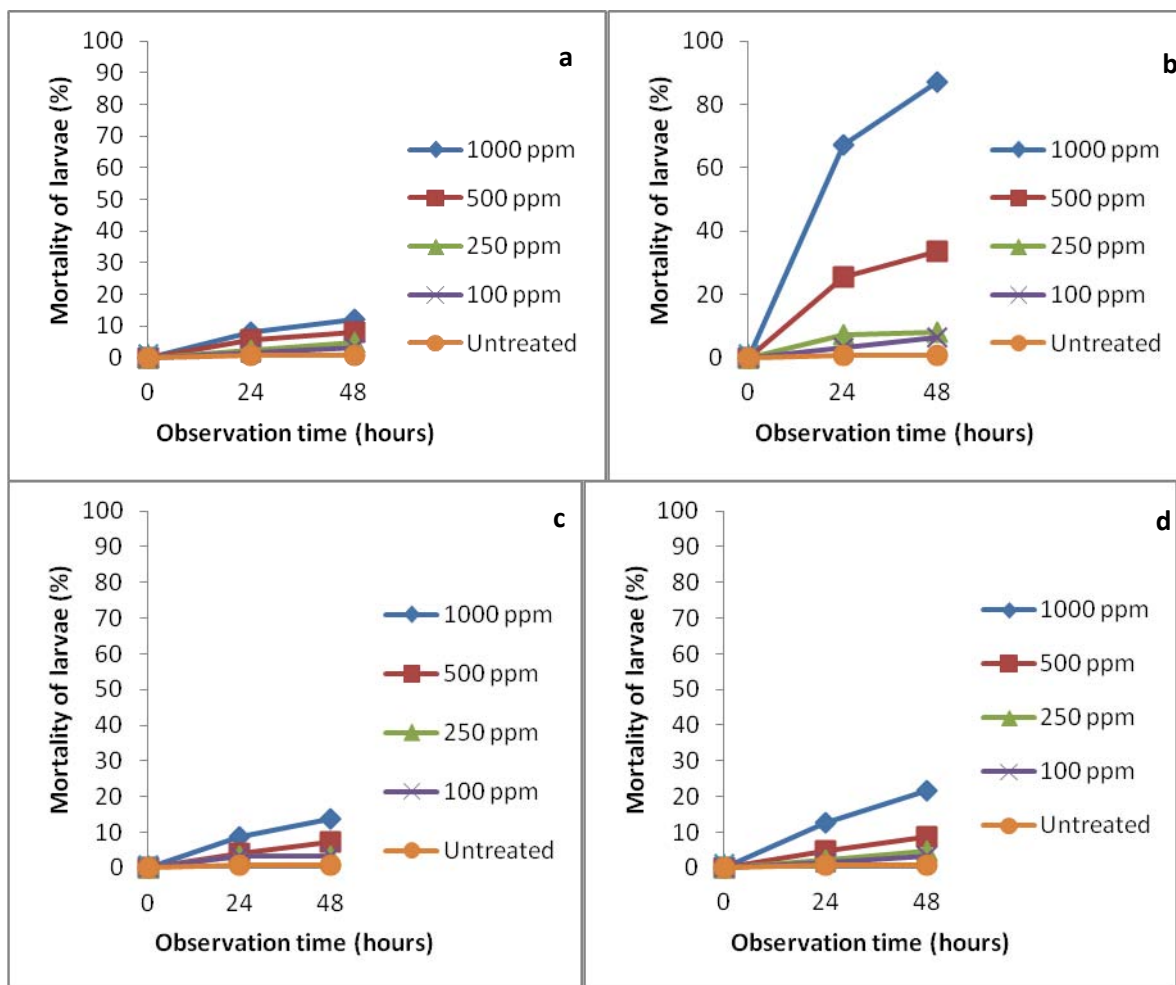 a
Mortality of larvae (%)
100
90
80
70
60
50
40
30
20
10
0
0 24 48
Observation time (hours)
1000 ppm
500 ppm
250 ppm
100 ppm
Untreated
b
Mortality of larvae (%)
100
80
60
40
20
0
0 24 48
Observation time (hours)
1000 ppm
500 ppm
250 ppm
100 ppm
Untreated
c
Mortality of larvae (%)
100
90
80
70
60
50
40
30
20
10
0
0 24 48
Observation time (hours)
1000 ppm
500 ppm
250 ppm
100 ppm
Untreated
d
Mortality of larvae (%)
100
90
80
70
60
50
40
30
20
10
0
0 24 48
Observation time (hours)
1000 ppm
500 ppm
250 ppm
100 ppm
Untreated